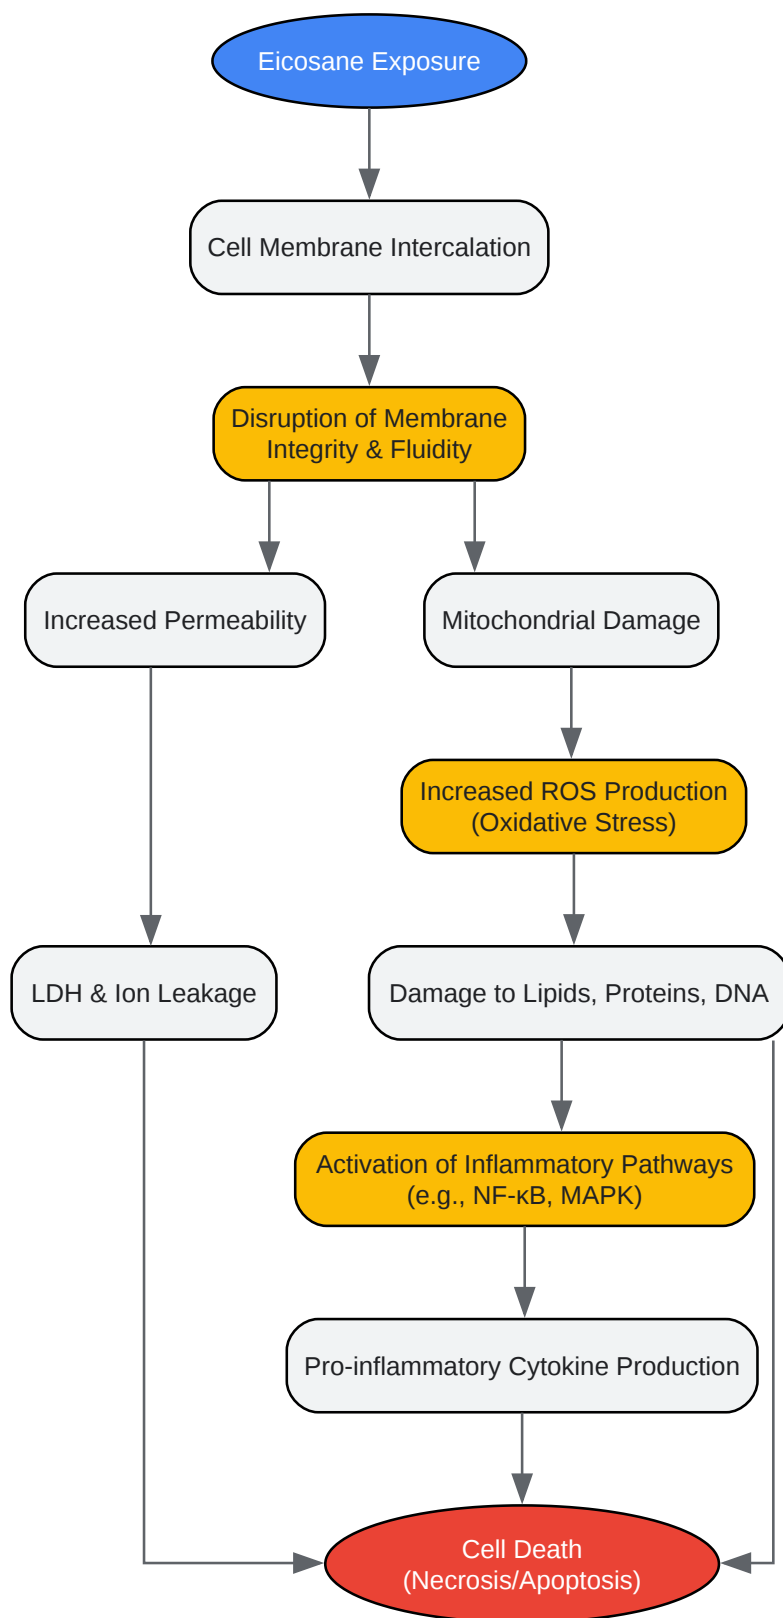 Eicosane Exposure
Cell Membrane Intercalation
Disruption of Membrane
Integrity & Fluidity
Increased Permeability
Mitochondrial Damage
Increased ROS Production
(Oxidative Stress)
LDH & Ion Leakage
Damage to Lipids, Proteins, DNA
Activation of Inflammatory Pathways
(e.g., NF-κB, MAPK)
Pro-inflammatory Cytokine Production
Cell Death
(Necrosis/Apoptosis)